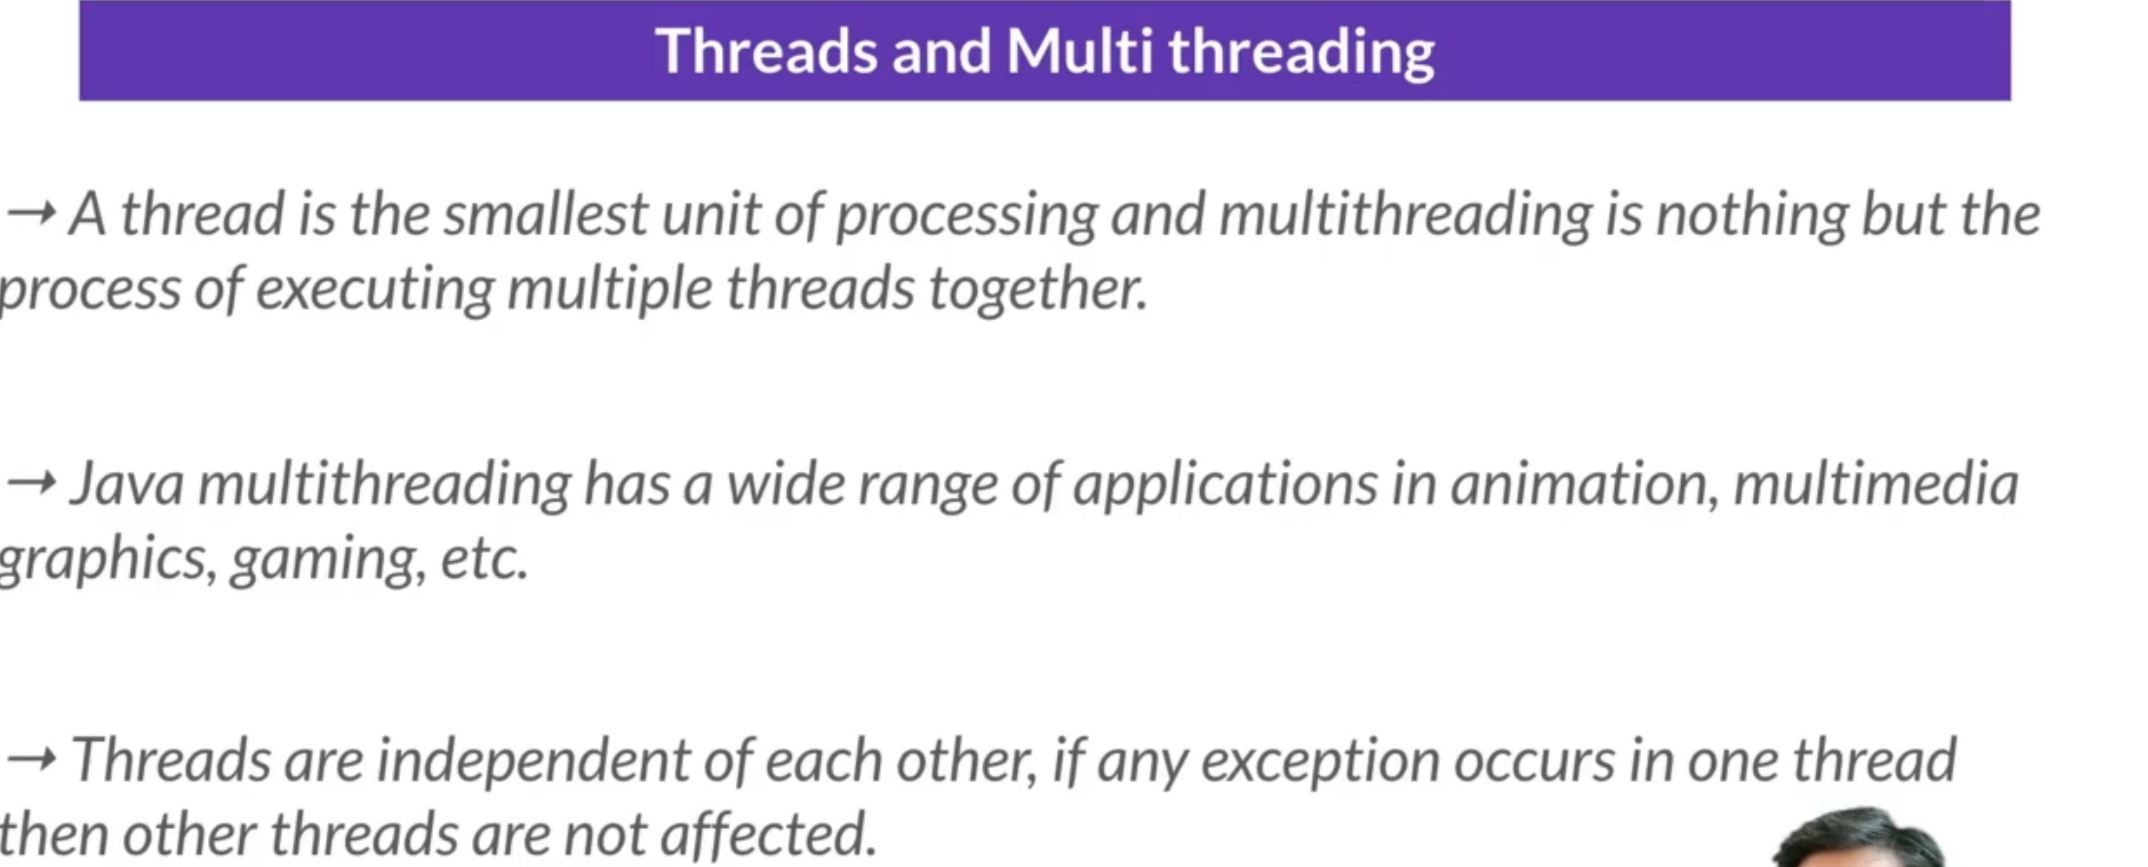 Threads and Multi threading
→ A thread is the smallest unit of processing and multithreading is nothing but the
process of executing multiple threads together.
→ Java multithreading has a wide range of applications in animation, multimedia
graphics, gaming, etc.
→ Threads are independent of each other, if any exception occurs in one thread
then other threads are not affected.